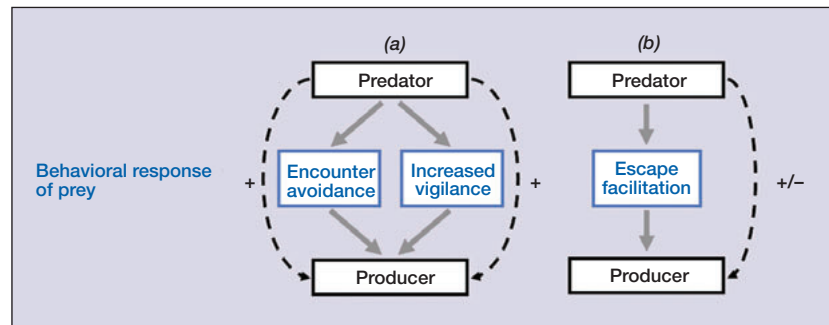 (a)
(b)
Predator
Predator
Behavioral response
of prey
+
Encounter
avoidance
Increased
vigilance
+
Escape
facilitation
+/–
Producer
Producer